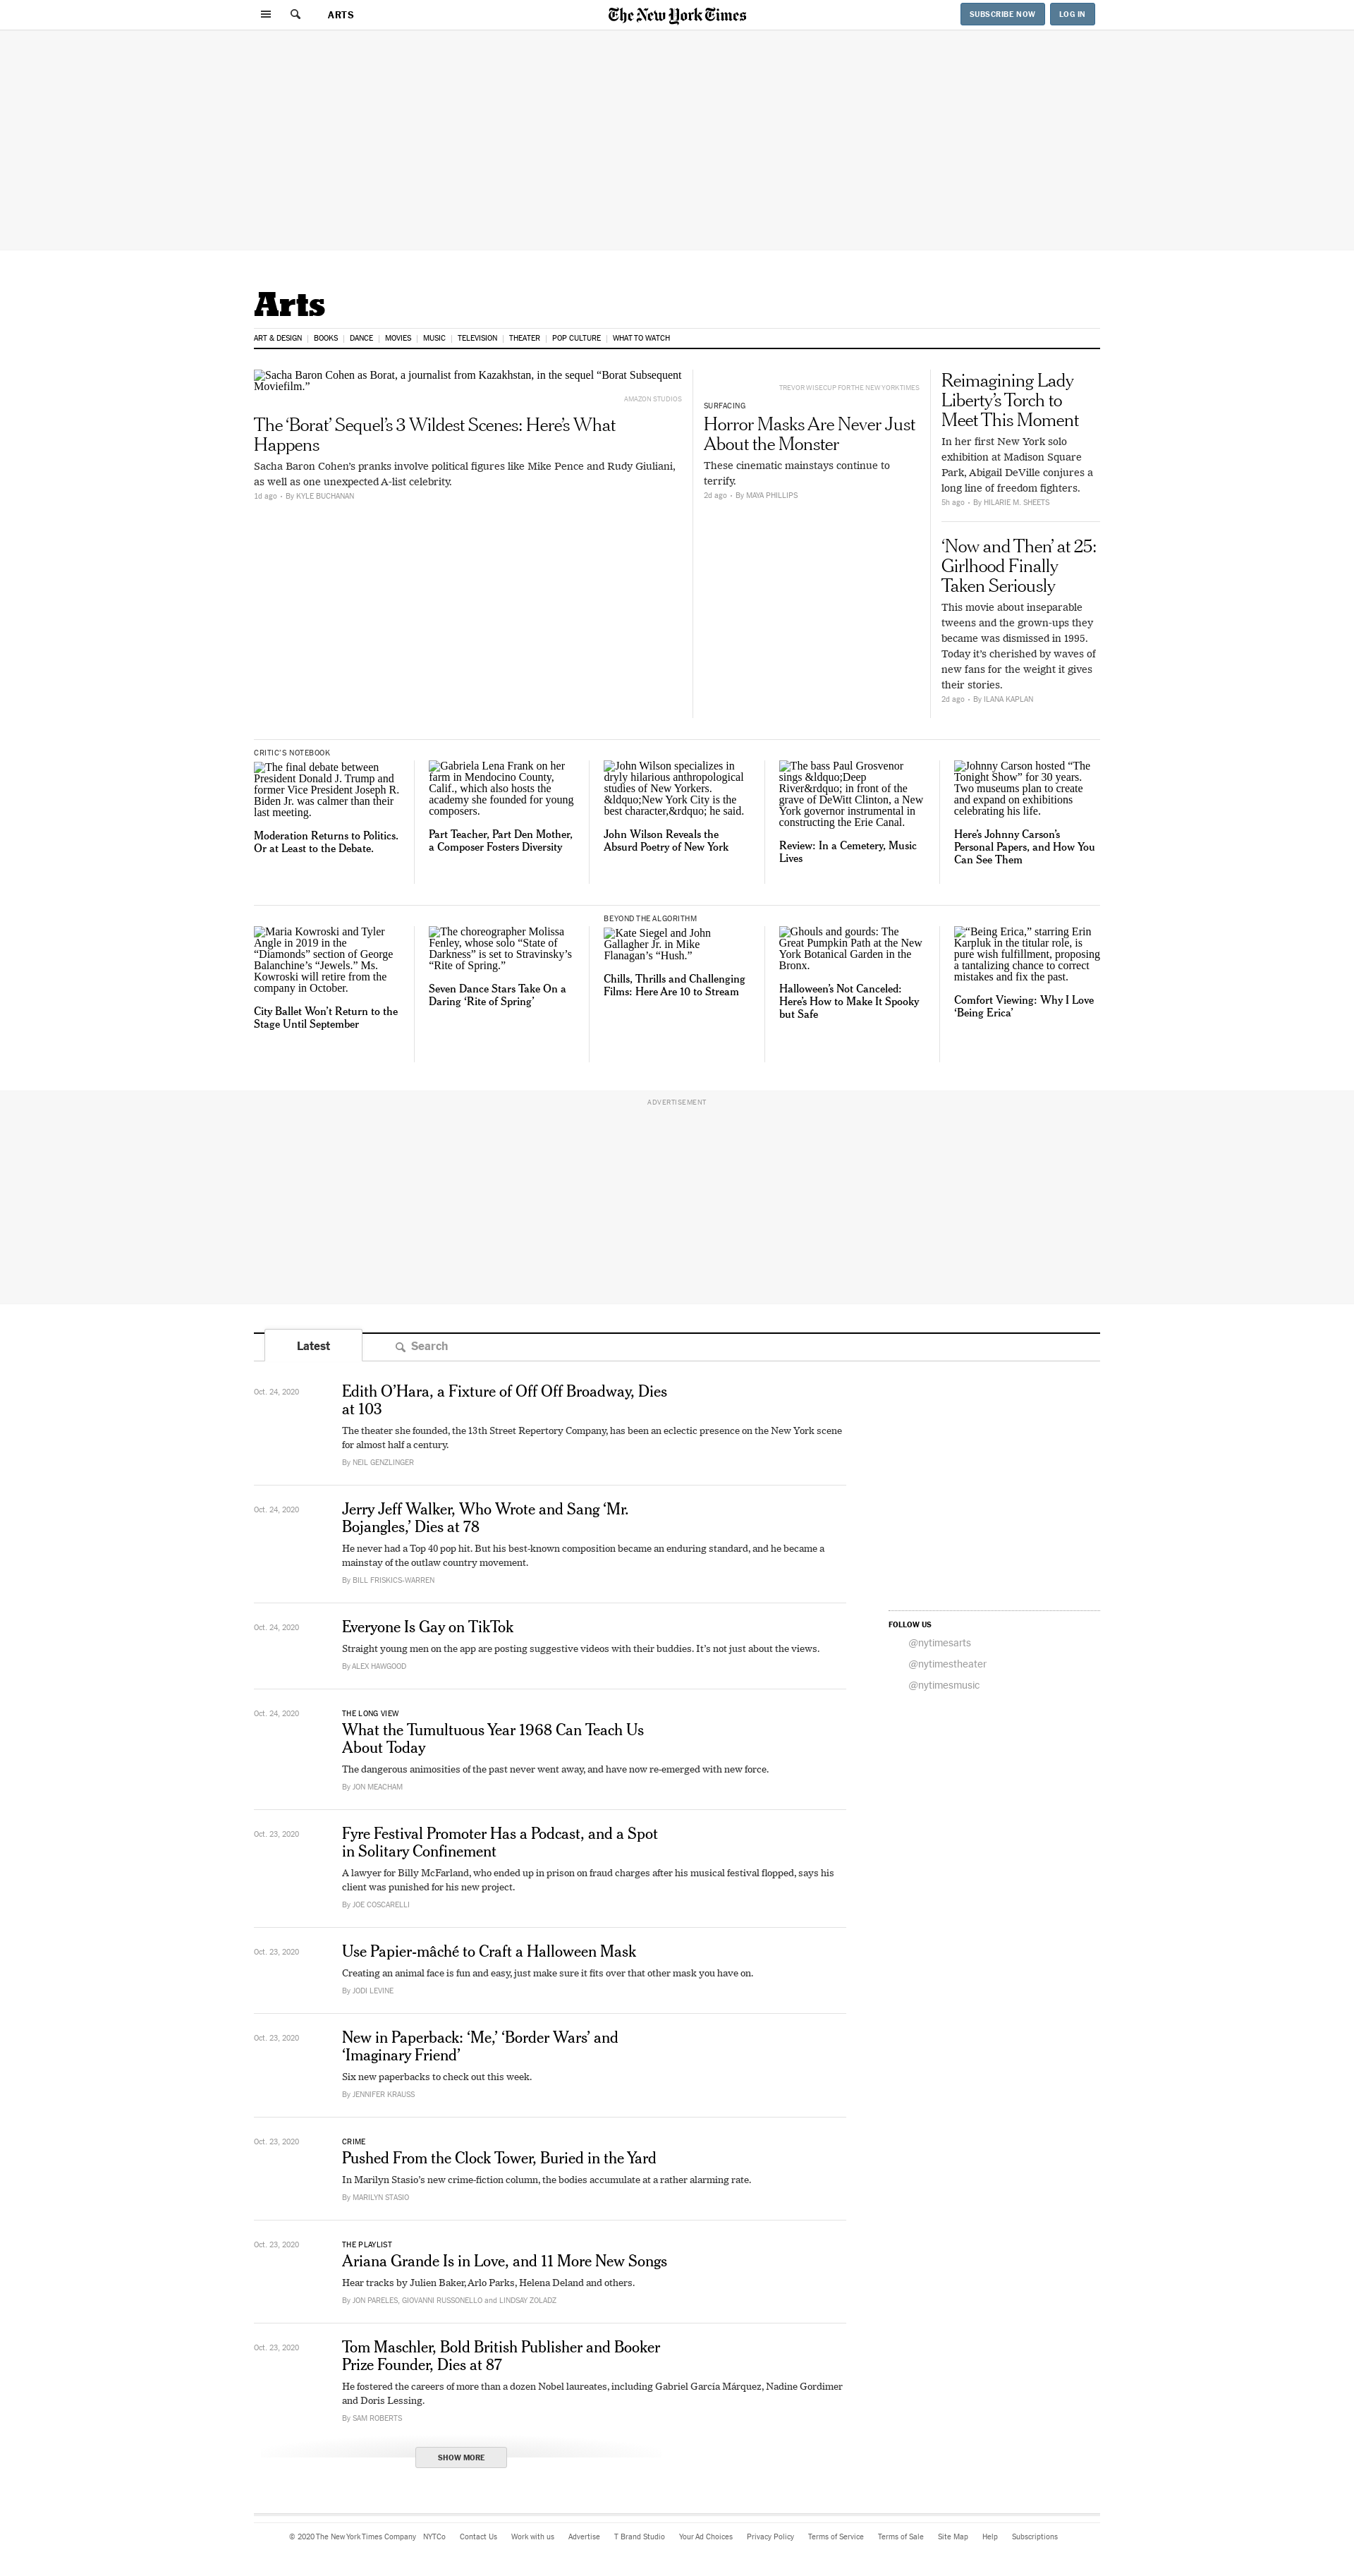 ARTS
The New York Times
SUBSCRIBE NOW
LOG IN
Arts
ART & DESIGN
BOOKS
DANCE
MOVIES
MUSIC
TELEVISION
THEATER
POP CULTURE
WHAT TO WATCH
Sacha Baron Cohen as Borat, a journalist from Kazakhstan, in the sequel “Borat Subsequent
Moviefilm.”
AMAZON STUDIOS
The ‘Borat’ Sequel’s 3 Wildest Scenes: Here’s What
Happens
Sacha Baron Cohen’s pranks involve political figures like Mike Pence and Rudy Giuliani,
as well as one unexpected A-list celebrity.
1d ago • By KYLE BUCHANAN
TREVOR WISECUP FOR THE NEW YORK TIMES
SURFACING
Horror Masks Are Never Just
About the Monster
These cinematic mainstays continue to
terrify.
2d ago • By MAYA PHILLIPS
Reimagining Lady
Liberty’s Torch to
Meet This Moment
In her first New York solo
exhibition at Madison Square
Park, Abigail DeVille conjures a
long line of freedom fighters.
5h ago • By HILARIE M. SHEETS
‘Now and Then’ at 25:
Girlhood Finally
Taken Seriously
This movie about inseparable
tweens and the grown-ups they
became was dismissed in 1995.
Today it’s cherished by waves of
new fans for the weight it gives
their stories.
2d ago • By ILANA KAPLAN
CRITIC’S NOTEBOOK
The final debate between
President Donald J. Trump and
former Vice President Joseph R.
Biden Jr. was calmer than their
last meeting.
Moderation Returns to Politics.
Or at Least to the Debate.
Gabriela Lena Frank on her
farm in Mendocino County,
Calif., which also hosts the
academy she founded for young
composers.
Part Teacher, Part Den Mother,
a Composer Fosters Diversity
John Wilson specializes in
dryly hilarious anthropological
studies of New Yorkers.
&ldquo;New York City is the
best character,&rdquo; he said.
John Wilson Reveals the
Absurd Poetry of New York
The bass Paul Grosvenor
sings &ldquo;Deep
River&rdquo; in front of the
grave of DeWitt Clinton, a New
York governor instrumental in
constructing the Erie Canal.
Review: In a Cemetery, Music
Lives
Johnny Carson hosted “The
Tonight Show” for 30 years.
Two museums plan to create
and expand on exhibitions
celebrating his life.
Here’s Johnny Carson’s
Personal Papers, and How You
Can See Them
Maria Kowroski and Tyler
Angle in 2019 in the
“Diamonds” section of George
Balanchine’s “Jewels.” Ms.
Kowroski will retire from the
company in October.
City Ballet Won’t Return to the
Stage Until September
The choreographer Molissa
Fenley, whose solo “State of
Darkness” is set to Stravinsky’s
“Rite of Spring.”
Seven Dance Stars Take On a
Daring ‘Rite of Spring’
BEYOND THE ALGORITHM
Kate Siegel and John
Gallagher Jr. in Mike
Flanagan’s “Hush.”
Chills, Thrills and Challenging
Films: Here Are 10 to Stream
Ghouls and gourds: The
Great Pumpkin Path at the New
York Botanical Garden in the
Bronx.
Halloween’s Not Canceled:
Here’s How to Make It Spooky
but Safe
“Being Erica,” starring Erin
Karpluk in the titular role, is
pure wish fulfillment, proposing
a tantalizing chance to correct
mistakes and fix the past.
Comfort Viewing: Why I Love
‘Being Erica’
ADVERTISEMENT
Latest
Search
Oct. 24, 2020
Edith O’Hara, a Fixture of Off Off Broadway, Dies
at 103
The theater she founded, the 13th Street Repertory Company, has been an eclectic presence on the New York scene
for almost half a century.
By NEIL GENZLINGER
Oct. 24, 2020
Jerry Jeff Walker, Who Wrote and Sang ‘Mr.
Bojangles,’ Dies at 78
He never had a Top 40 pop hit. But his best-known composition became an enduring standard, and he became a
mainstay of the outlaw country movement.
By BILL FRISKICS-WARREN
Oct. 24, 2020
Everyone Is Gay on TikTok
Straight young men on the app are posting suggestive videos with their buddies. It’s not just about the views.
By ALEX HAWGOOD
Oct. 24, 2020
THE LONG VIEW
What the Tumultuous Year 1968 Can Teach Us
About Today
The dangerous animosities of the past never went away, and have now re-emerged with new force.
By JON MEACHAM
Oct. 23, 2020
Fyre Festival Promoter Has a Podcast, and a Spot
in Solitary Confinement
A lawyer for Billy McFarland, who ended up in prison on fraud charges after his musical festival flopped, says his
client was punished for his new project.
By JOE COSCARELLI
Oct. 23, 2020
Use Papier-mâché to Craft a Halloween Mask
Creating an animal face is fun and easy, just make sure it fits over that other mask you have on.
By JODI LEVINE
Oct. 23, 2020
New in Paperback: ‘Me,’ ‘Border Wars’ and
‘Imaginary Friend’
Six new paperbacks to check out this week.
By JENNIFER KRAUSS
Oct. 23, 2020
CRIME
Pushed From the Clock Tower, Buried in the Yard
In Marilyn Stasio’s new crime-fiction column, the bodies accumulate at a rather alarming rate.
By MARILYN STASIO
Oct. 23, 2020
THE PLAYLIST
Ariana Grande Is in Love, and 11 More New Songs
Hear tracks by Julien Baker, Arlo Parks, Helena Deland and others.
By JON PARELES, GIOVANNI RUSSONELLO and LINDSAY ZOLADZ
Oct. 23, 2020
Tom Maschler, Bold British Publisher and Booker
Prize Founder, Dies at 87
He fostered the careers of more than a dozen Nobel laureates, including Gabriel García Márquez, Nadine Gordimer
and Doris Lessing.
By SAM ROBERTS
SHOW MORE
FOLLOW US
@nytimesarts
@nytimestheater
@nytimesmusic
© 2020 The New York Times Company
NYTCo
Contact Us
Work with us
Advertise
T Brand Studio
Your Ad Choices
Privacy Policy
Terms of Service
Terms of Sale
Site Map
Help
Subscriptions